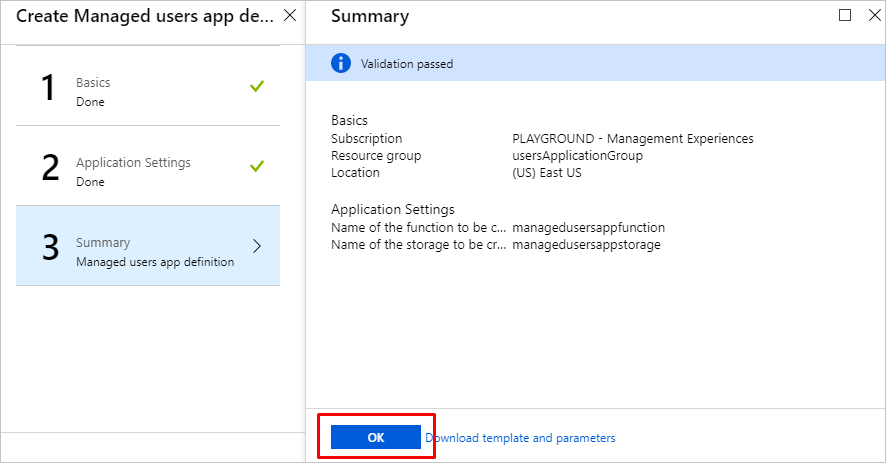 Create Managed users app de...
1
Basics
Done
2
Application Settings
Done
3
Summary
Managed users app definition
Summary
Validation passed
Basics
Subscription PLAYGROUND - Management Experiences
Resource group usersApplicationGroup
Location (US) East US
Application Settings
Name of the function to be c... managedusersappfunction
Name of the storage to be cr... managedusersappstorage
OK Download template and parameters